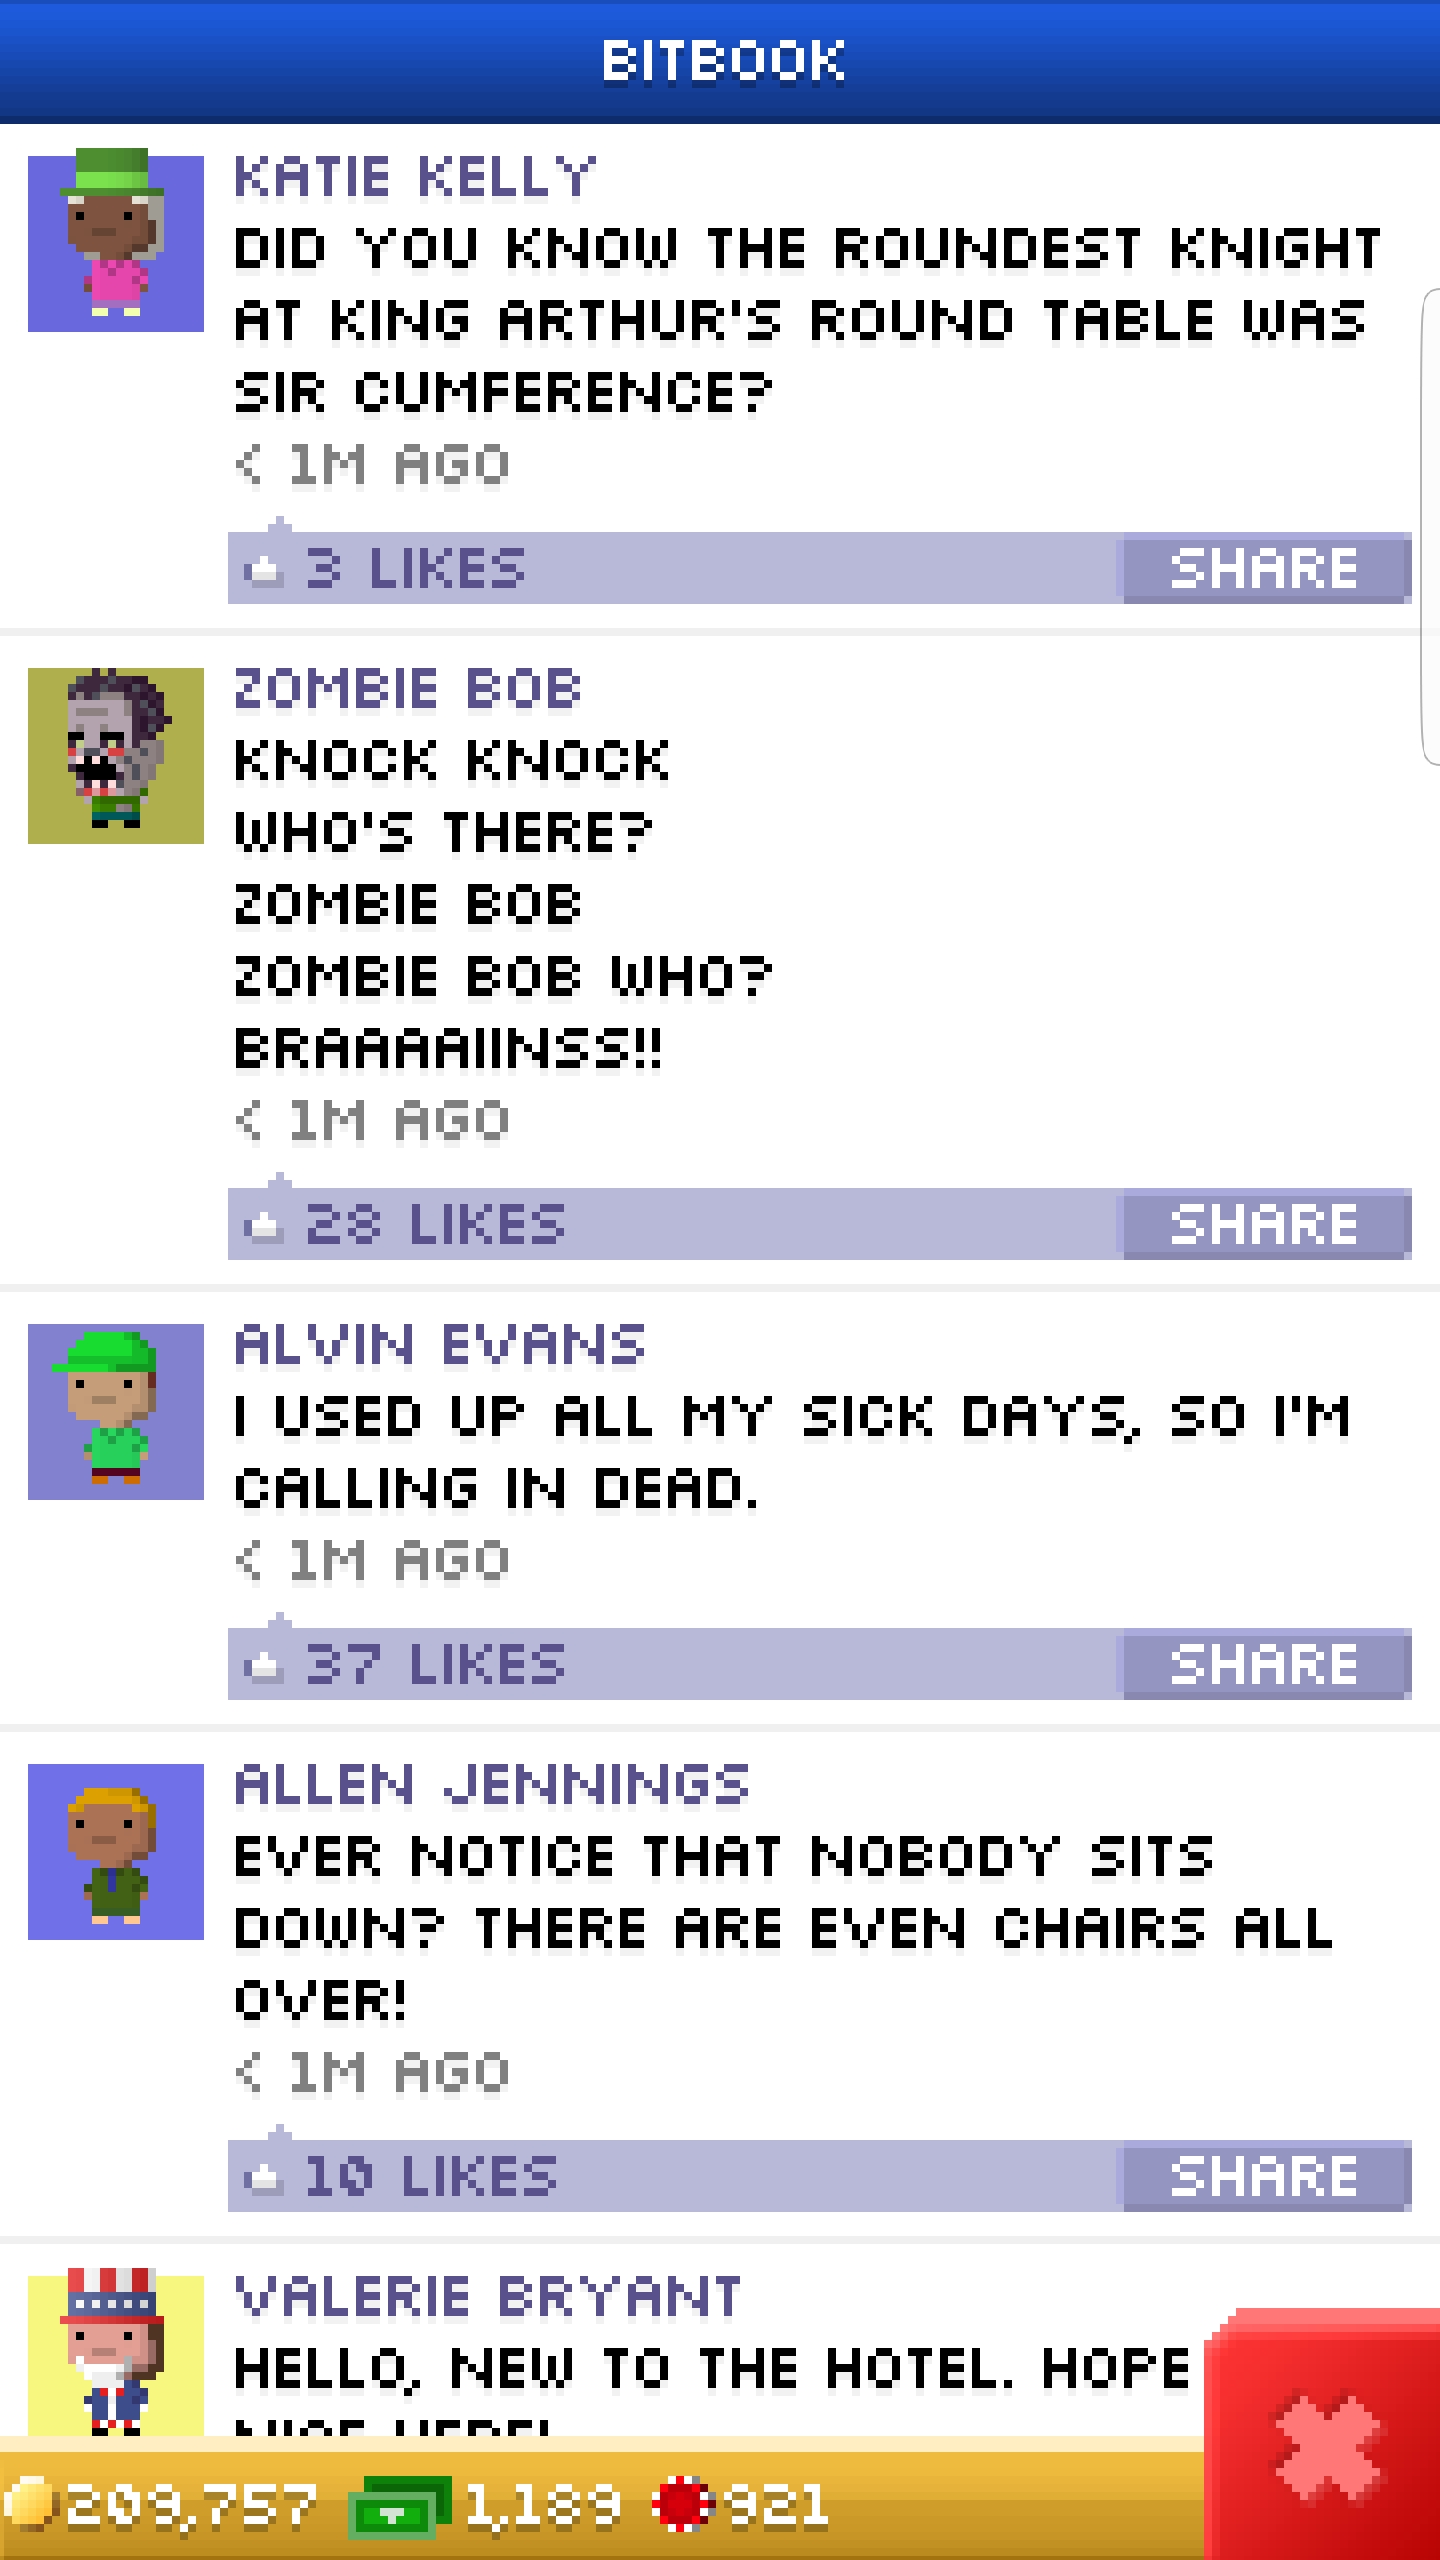 BITBOOK
KATIE KELLY
DID YOU KNOW THE ROUNDEST KNIGHT
AT KING ARTHUR'S ROUND TABLE WAS
SIR CUMFERENCE?
< 1M AGO
3 LIKES SHARE
ZOMBIE BOB
KNOCK KNOCK
WHO'S THERE?
ZOMBIE BOB
ZOMBIE BOB WHO?
BRAAAAIINSS!!
< 1M AGO
28 LIKES SHARE
ALVIN EVANS
I USED UP ALL MY SICK DAYS, SO I'M
CALLING IN DEAD.
< 1M AGO
37 LIKES SHARE
ALLEN JENNINGS
EVER NOTICE THAT NOBODY SITS
DOWN? THERE ARE EVEN CHAIRS ALL
OVER!
< 1M AGO
10 LIKES SHARE
VALERIE BRYANT
HELLO, NEW TO THE HOTEL. HOPE
NICE HERE!
209,757 1,189 921